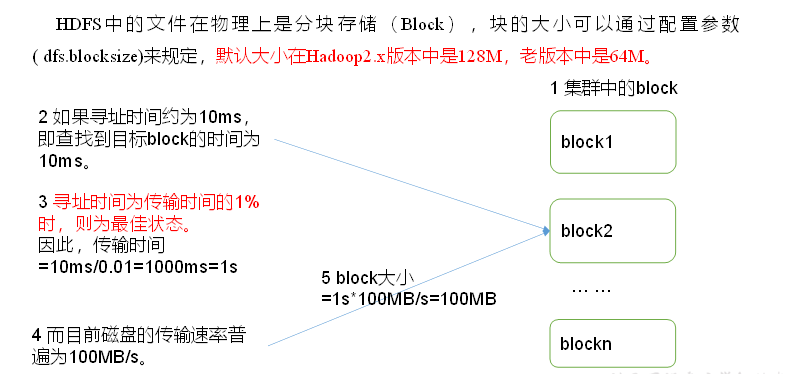 HDFS中的文件在物理上是分块存储（Block），块的大小可以通过配置参数
( dfs.blocksize)来规定，默认大小在Hadoop2.x版本中是128M，老版本中是64M。
1 集群中的block
2 如果寻址时间约为10ms，
即查找到目标block的时间为
10ms。
block1
3 寻址时间为传输时间的1%
时，则为最佳状态。
因此，传输时间
=10ms/0.01=1000ms=1s
block2
5 block大小
=1s*100MB/s=100MB
... ...
4 而目前磁盘的传输速率普
遍为100MB/s。
blockn